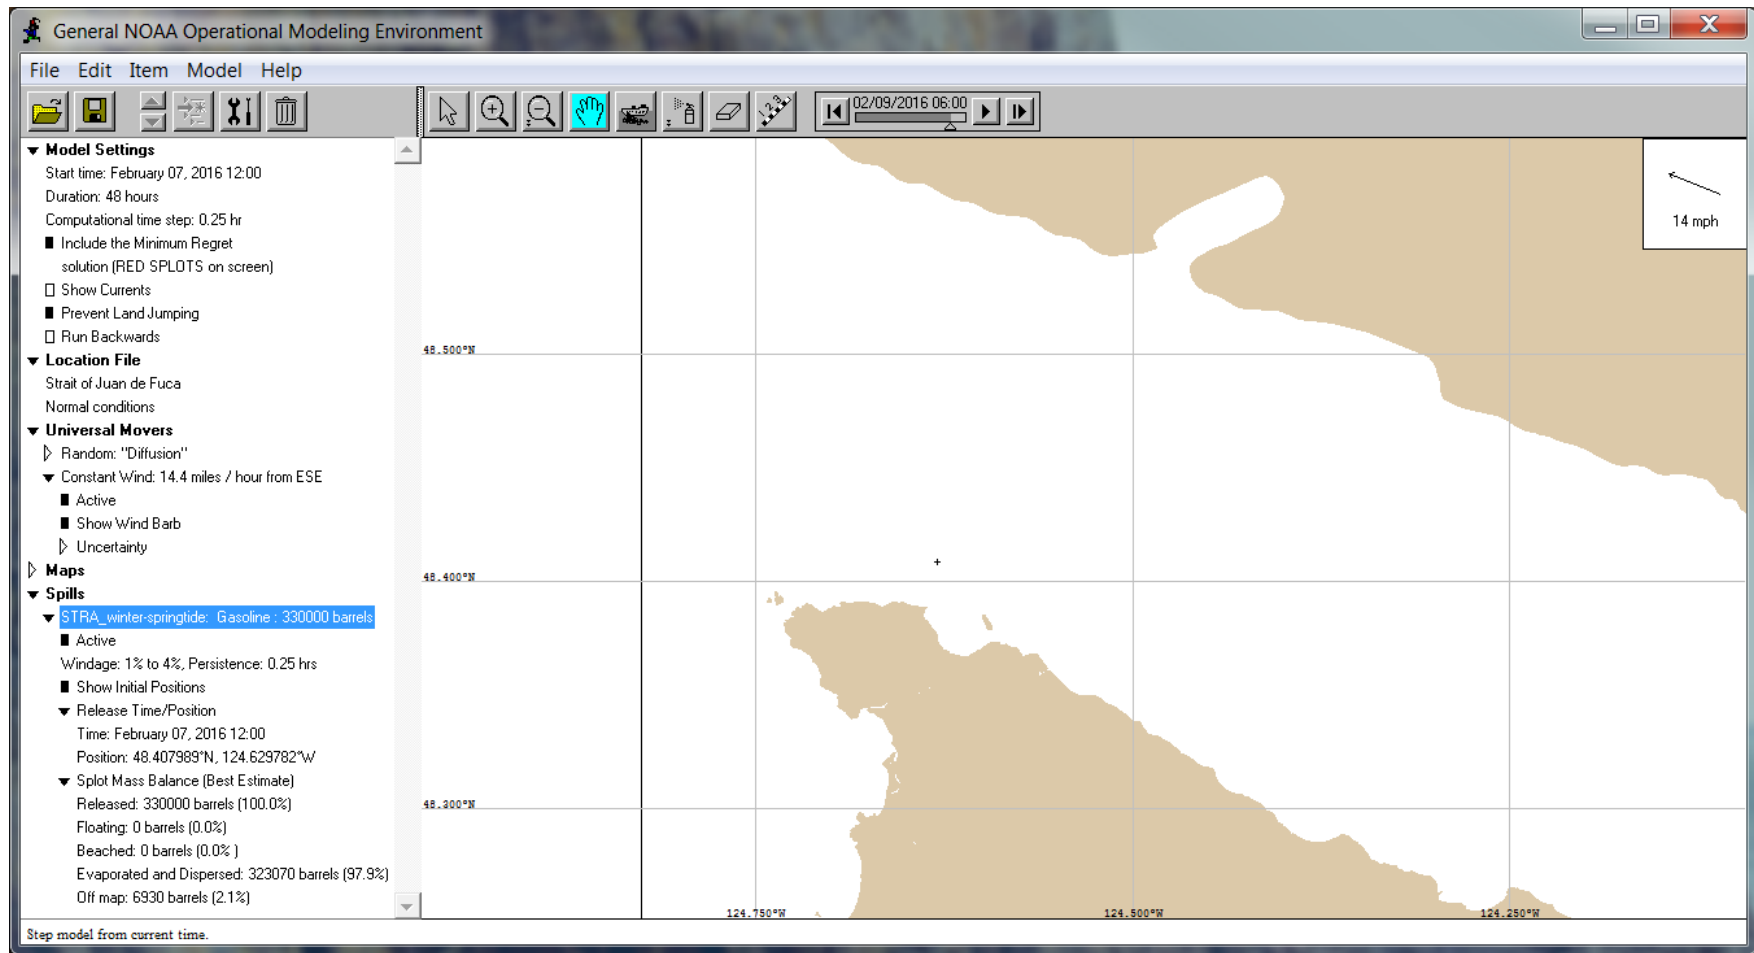 General NOAA Operational Modeling Environment
File Edit Item Model Help
02/09/2016 06:00
Model Settings
Start time: February 07, 2016 12:00
Duration: 48 hours
Computational time step: 0.25 hr
Include the Minimum Regret
solution (RED SPLOTS on screen)
Show Currents
Prevent Land Jumping
Run Backwards
Location File
Strait of Juan de Fuca
Normal conditions
Universal Movers
Random: "Diffusion"
Constant Wind: 14.4 miles / hour from ESE
Active
Show Wind Barb
Uncertainty
Maps
Spills
STRA_winter-springtide: Gasoline : 330000 barrels
Active
Windage: 1% to 4%, Persistence: 0.25 hrs
Show Initial Positions
Release Time/Position
Time: February 07, 2016 12:00
Position: 48.407989°N, 124.629782°W
Splot Mass Balance (Best Estimate)
Released: 330000 barrels (100.0%)
Floating: 0 barrels (0.0%)
Beached: 0 barrels (0.0% )
Evaporated and Dispersed: 323070 barrels (97.9%)
Off map: 6930 barrels (2.1%)
14 mph
48.500°N
48.400°N
48.300°N
124.750°W
124.500°W
124.250°W
Step model from current time.